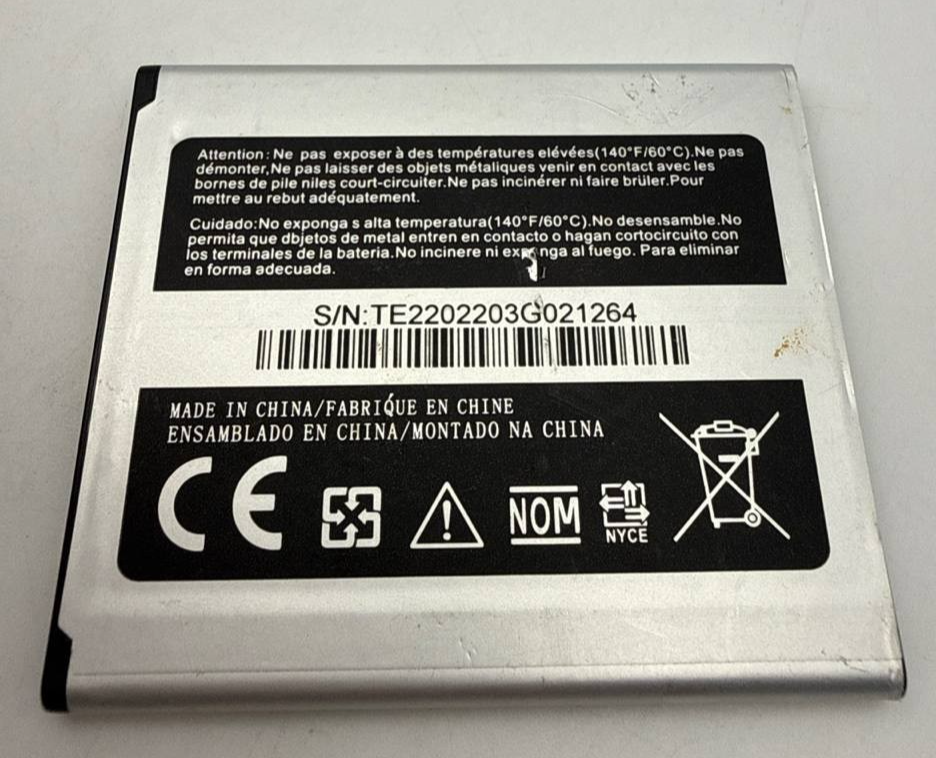 Attention: Ne pas exposer à des températures elévées(140°F/60°C).Ne pas
démonter,Ne pas laisser des objets métaliques venir en contact avec les
bornes de pile niles court-circuiter.Ne pas incinérer ni faire brüler.Pour
mettre au rebut adéquatement.
Cuidado:No exponga s alta temperatura(140°F/60°C).No desensamble.No
permita que dbjetos de metal entren en contacto o hagan cortocircuito con
los terminales de la bateria.No incinere ni al fuego. Para eliminar
en forma adecuada.
S/N:TE2202203G021264
MADE IN CHINA/FABRIQUE EN CHINE
ENSAMBLADO EN CHINA/MONTADO NA CHINA
CE
NOM
NYCE